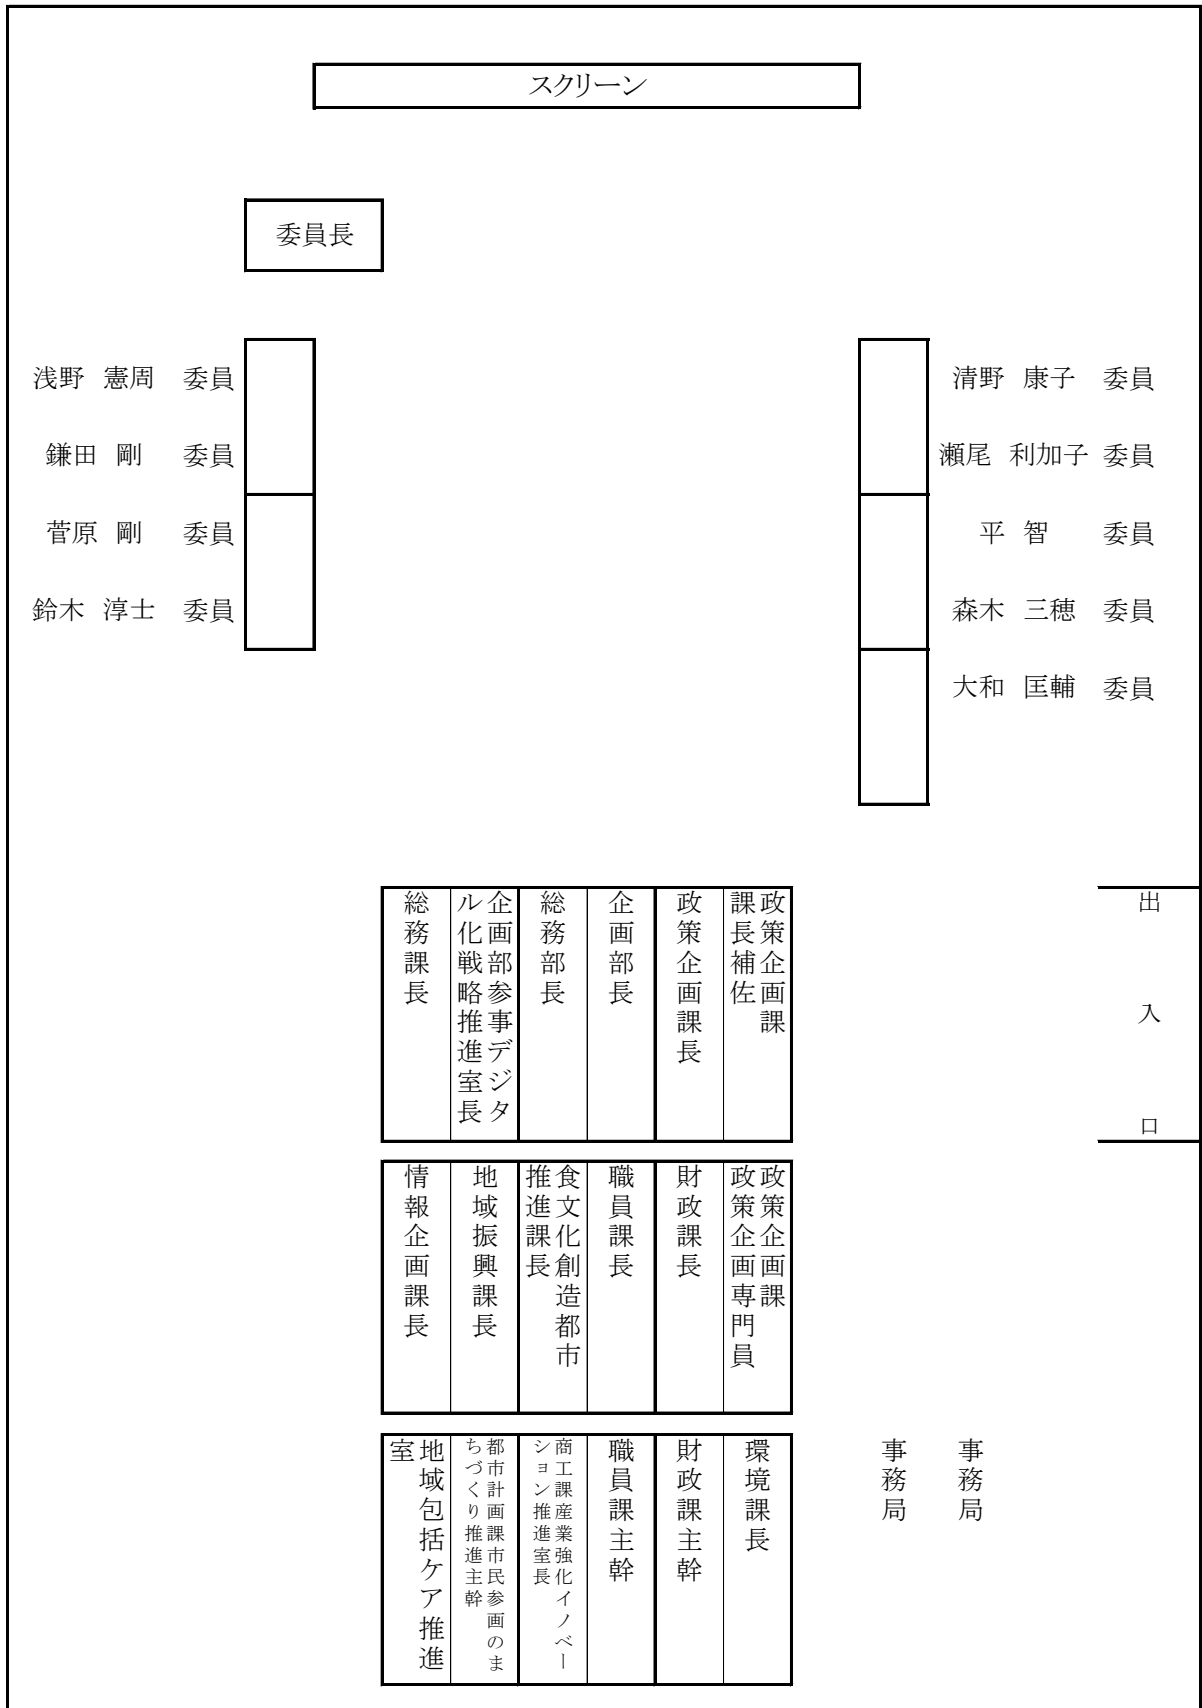 スクリーン
委員長
浅野 憲周 委員
鎌田 剛 委員
菅原 剛 委員
鈴木 淳士 委員
清野 康子 委員
瀬尾 利加子 委員
平 智 委員
森木 三穂 委員
大和 匡輔 委員
政策企画課
課長補佐
政策企画課長
企画部長
総務部長
企画部参事デジタ
ル化戦略推進室長
総務課長
出入口
政策企画課
政策企画専門員
財政課長
職員課長
食文化創造都市
推進課長
地域振興課長
情報企画課長
環境課長
財政課主幹
職員課主幹
商工課産業強化イノベー
ション推進室長
都市計画課市民参画のま
ちづくり推進主幹
地域包括ケア推進
室
事務局
事務局